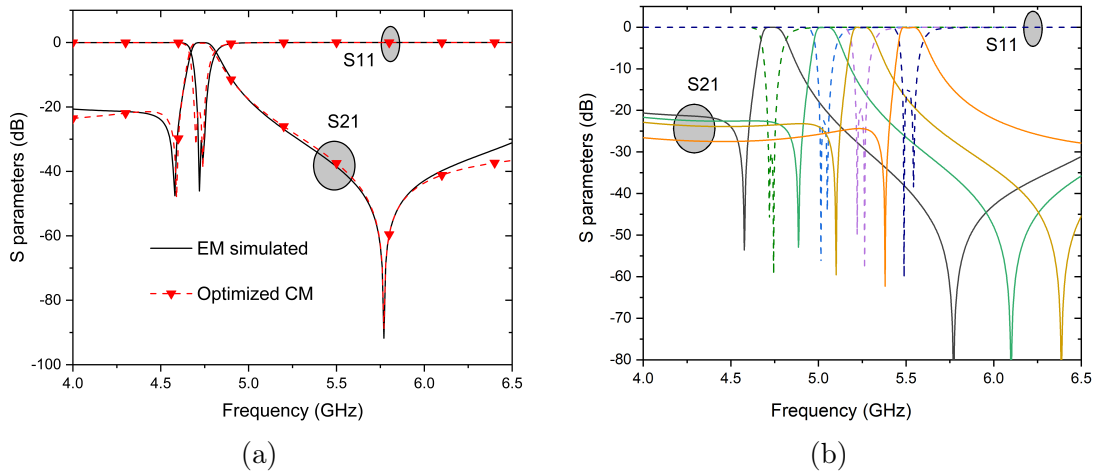 0
-20
-40
-60
-80
-100
S parameters (dB)
4.0 4.5 5.0 5.5 6.0 6.5
Frequency (GHz)
S11
S21
EM simulated
Optimized CM
(a)
0
-10
-20
-30
-40
-50
-60
-70
-80
S parameters (dB)
4.0 4.5 5.0 5.5 6.0 6.5
Frequency (GHz)
S11
S21
(b)